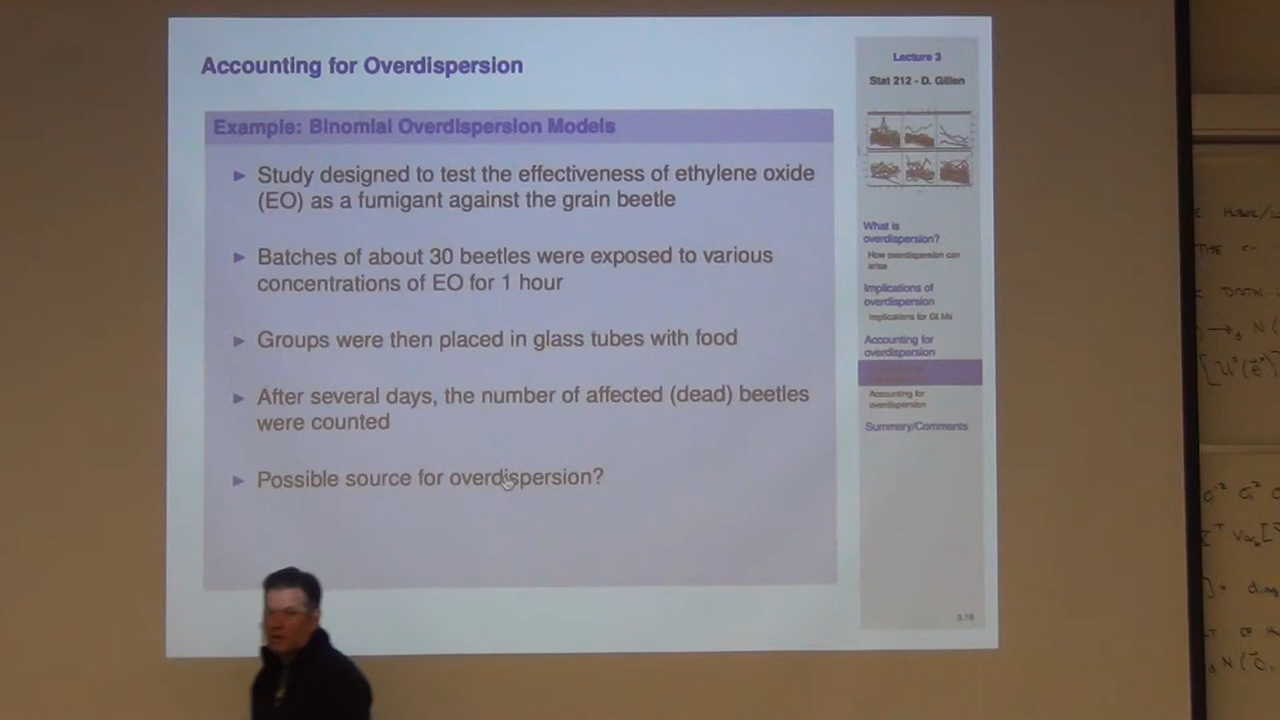 Accounting for Overdispersion
Example: Binomial Overdispersion Models
Study designed to test the effectiveness of ethylene oxide
(EO) as a fumigant against the grain beetle
Batches of about 30 beetles were exposed to various
concentrations of EO for 1 hour
Groups were then placed in glass tubes with food
After several days, the number of affected (dead) beetles
were counted
Possible source for overdispersion?
Lecture 3
Stat 212 - D. Gillen
What is
overdispersion?
How overdispersion can
arise
Implications of
overdispersion
Implications for GLMs
Accounting for
overdispersion
Accounting for
overdispersion
Summary/Comments
3.18
THE
DATA